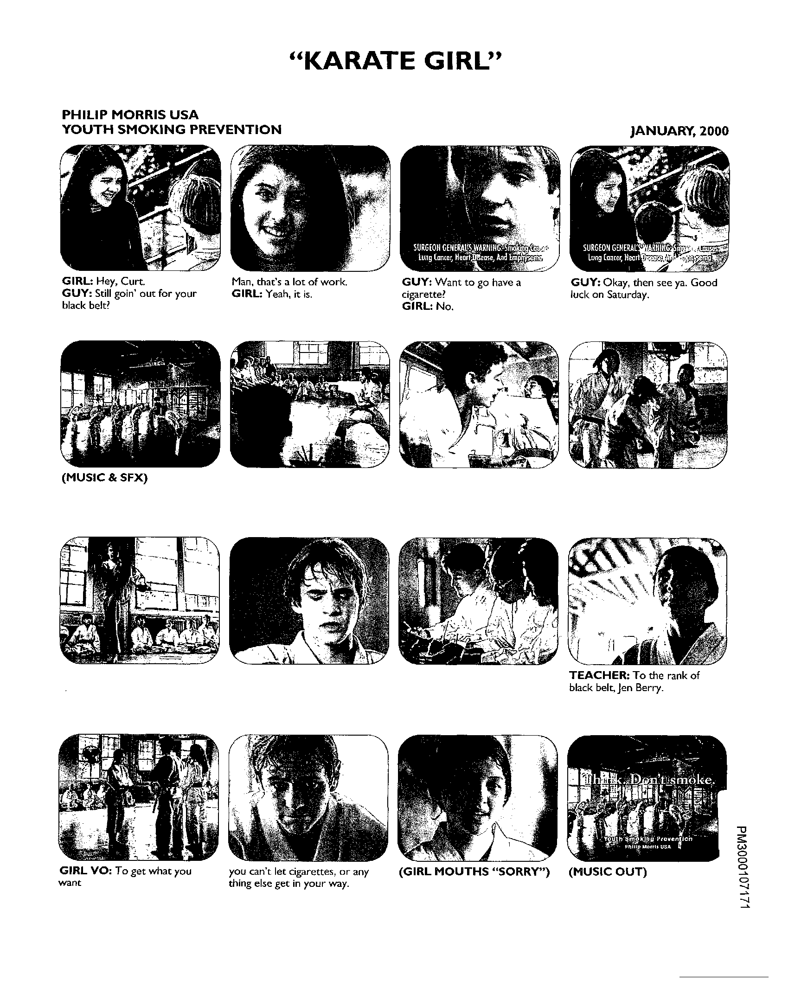 “KARATE GIRL”
PHILIP MORRIS USA
YOUTH SMOKING PREVENTION
JANUARY, 2000
SURGEON GENERAL'S WARNING: Smoking
Lung Cancer, Heart Disease, And Emphysema.
SURGEON GENERAL'S WARNING:
Lung Cancer, Heart Disease,
GIRL: Hey, Curt.
GUY: Still goin' out for your
black belt?
Man, that's a lot of work.
GIRL: Yeah, it is.
GUY: Want to go have a
cigarette?
GIRL: No.
GUY: Okay, then see ya. Good
luck on Saturday.
(MUSIC & SFX)
TEACHER: To the rank of
black belt, Jen Berry.
Think. Don't smoke.
Youth Smoking Prevention
Philip Morris USA
GIRL VO: To get what you
want
you can't let cigarettes, or any
thing else get in your way.
(GIRL MOUTHS “SORRY”)
(MUSIC OUT)
PM3000107171